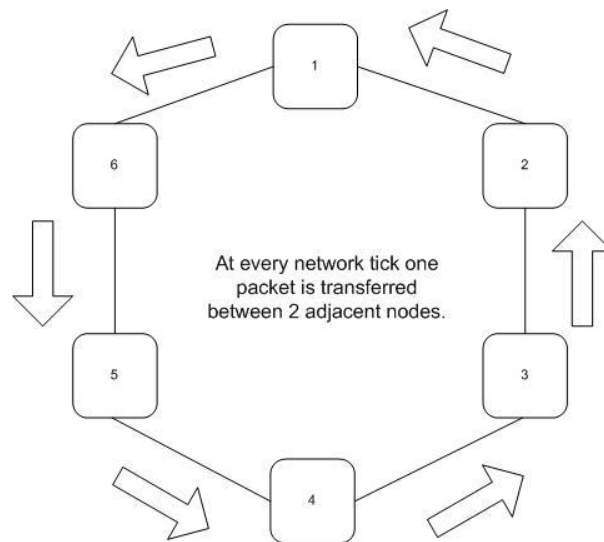 1
6
2
At every network tick one
packet is transferred
between 2 adjacent nodes.
5
3
4